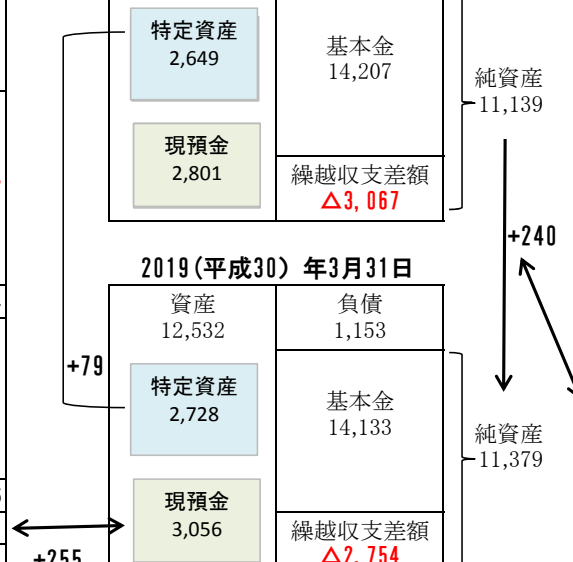 特定資産
2,649
基本金
14,207
純資産
11,139
現預金
2,801
繰越収支差額
△3,067
+240
2019(平成30）年3月31日
資産
12,532
負債
1,153
+79
特定資産
2,728
基本金
14,133
純資産
11,379
現預金
3,056
繰越収支差額
△2,754
+255